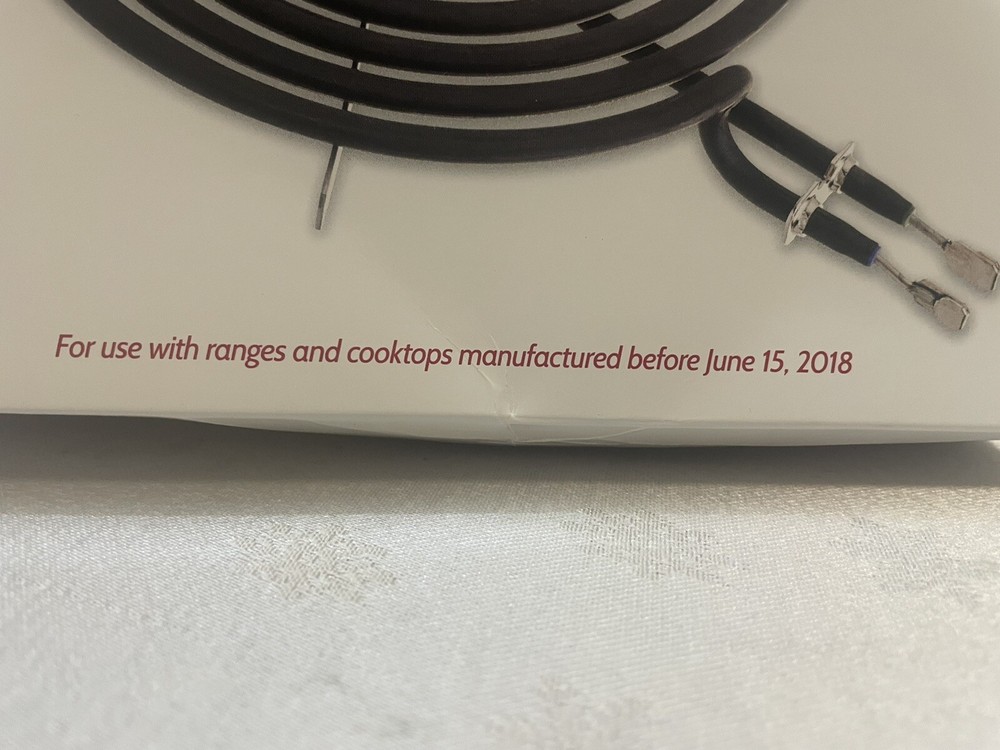 For use with ranges and cooktops manufactured before June 15, 2018